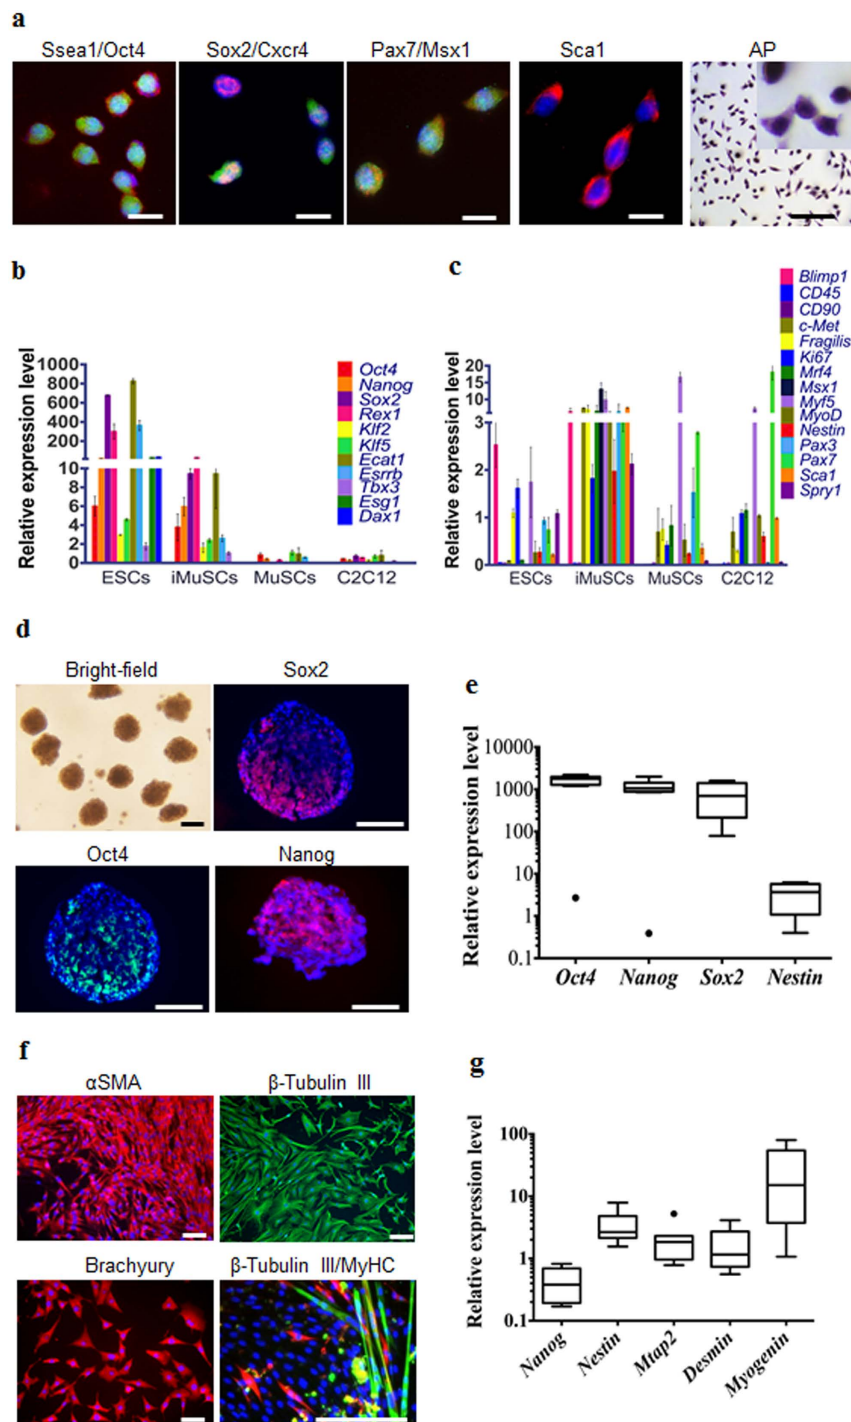 a
Ssea1/Oct4 Sox2/Cxcr4 Pax7/Msx1 Sca1 AP
b
Relative expression level
1000
800
600
400
200
10
8
6
4
2
0
ESCs iMuSCs MuSCs C2C12
Oct4
Nanog
Sox2
Rex1
Klf2
Klf5
Ecat1
Esrrb
Tbx3
Esg1
Dax1
c
Relative expression level
20
15
10
5
3
2
1
0
ESCs iMuSCs MuSCs C2C12
Blimp1
CD45
CD90
c-Met
Fragilis
Ki67
Mrf4
Msx1
Myf5
MyoD
Nestin
Pax3
Pax7
Sca1
Spry1
d
Bright-field Sox2
Oct4 Nanog
e
Relative expression level
10000
1000
100
10
1
0.1
Oct4 Nanog Sox2 Nestin
f
αSMA β-Tubulin III
Brachyury β-Tubulin III/MyHC
g
Relative expression level
100
10
1
0.1
Nanog Nestin Mtap2 Desmin Myogenin